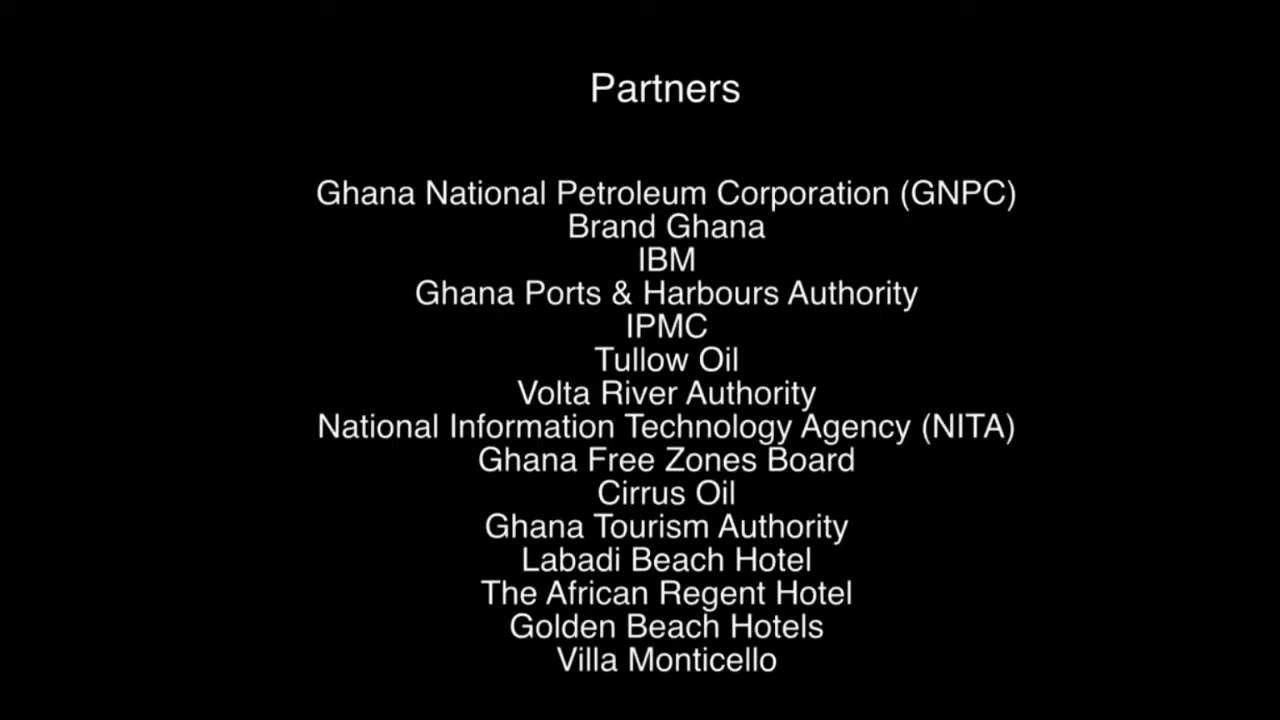 Partners
Ghana National Petroleum Corporation (GNPC)
Brand Ghana
IBM
Ghana Ports & Harbours Authority
IPMC
Tullow Oil
Volta River Authority
National Information Technology Agency (NITA)
Ghana Free Zones Board
Cirrus Oil
Ghana Tourism Authority
Labadi Beach Hotel
The African Regent Hotel
Golden Beach Hotels
Villa Monticello